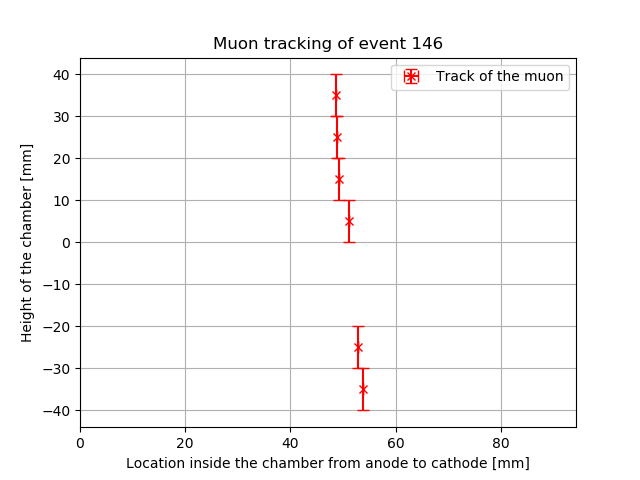 Muon tracking of event 146
Track of the muon
Height of the chamber [mm]
40
30
20
10
0
−10
−20
−30
−40
0 20 40 60 80
Location inside the chamber from anode to cathode [mm]